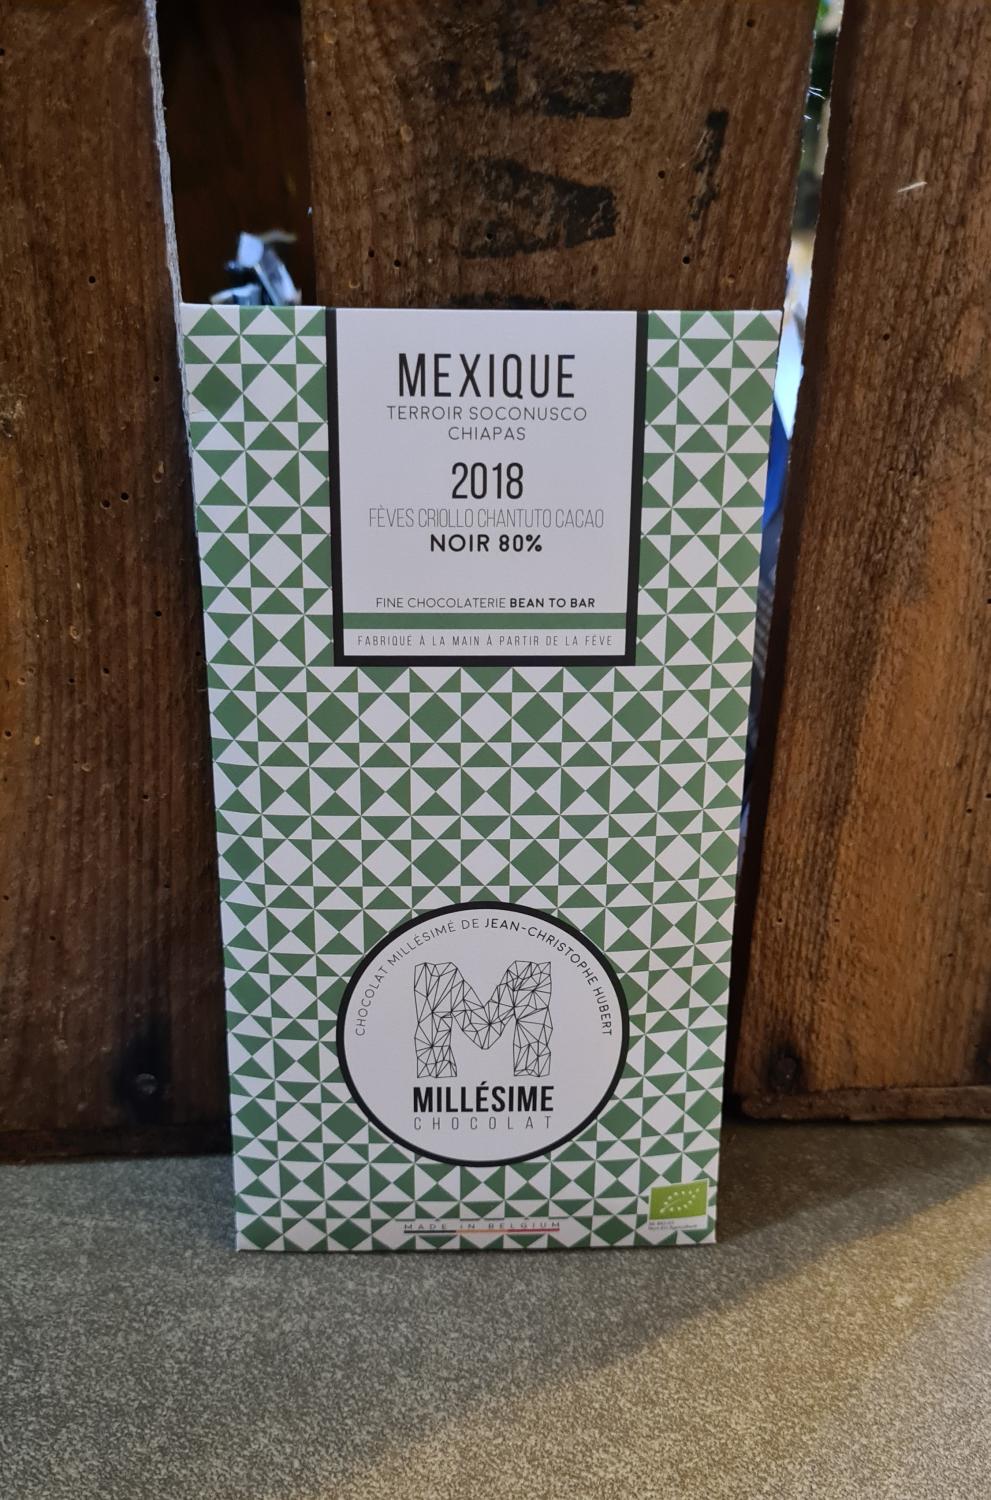 MEXIQUE
TERROIR SOCONUSCO
CHIAPAS
2018
FÈVES CRIOLLO CHANTUTO CACAO
NOIR 80%
FINE CHOCOLATERIE BEAN TO BAR
FABRIQUÉ À LA MAIN À PARTIR DE LA FÈVE
CHOCOLAT MILLÉSIMÉ DE JEAN-CHRISTOPHE HUBERT
M
MILLÉSIME
CHOCOLAT
MADE IN BELGIUM